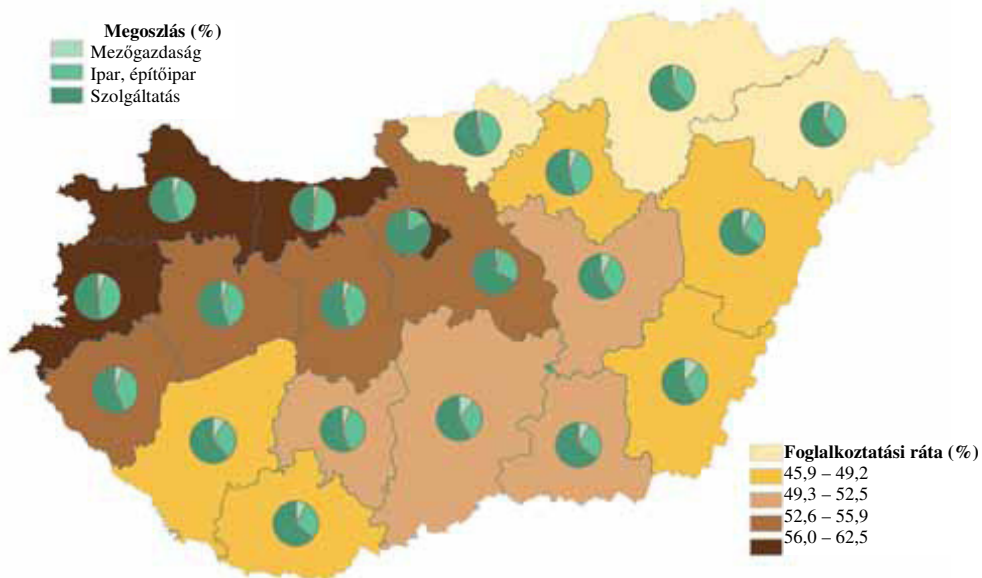 Megoszlás (%)
Mezőgazdaság
Ipar, építőipar
Szolgáltatás
Foglalkoztatási ráta (%)
45,9 – 49,2
49,3 – 52,5
52,6 – 55,9
56,0 – 62,5